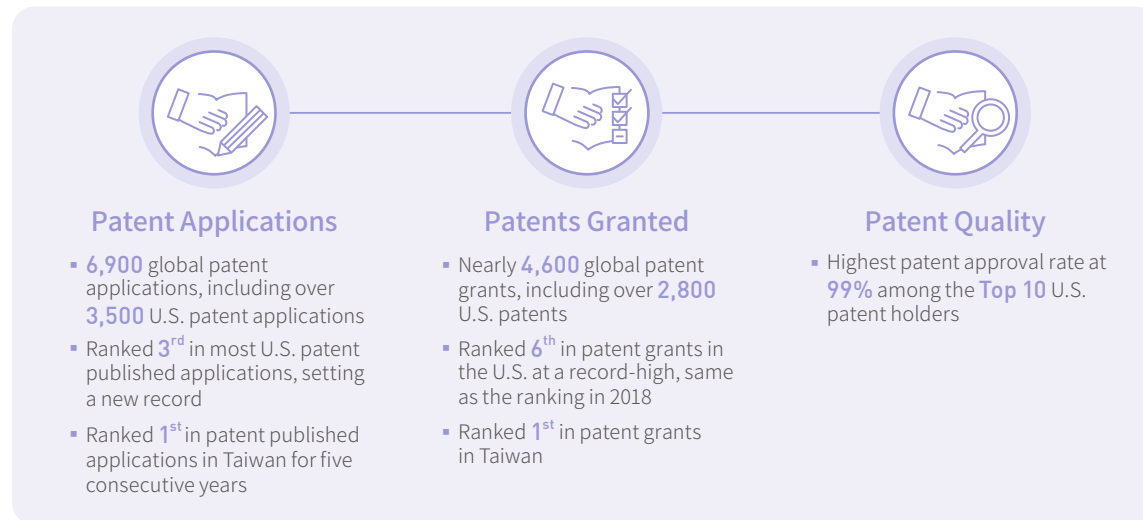 Patent Applications
▪ 6,900 global patent
applications, including over
3,500 U.S. patent applications
▪ Ranked 3rd in most U.S. patent
published applications, setting
a new record
▪ Ranked 1st in patent published
applications in Taiwan for five
consecutive years
Patents Granted
▪ Nearly 4,600 global patent
grants, including over 2,800
U.S. patents
▪ Ranked 6th in patent grants in
the U.S. at a record-high, same
as the ranking in 2018
▪ Ranked 1st in patent grants
in Taiwan
Patent Quality
▪ Highest patent approval rate at
99% among the Top 10 U.S.
patent holders